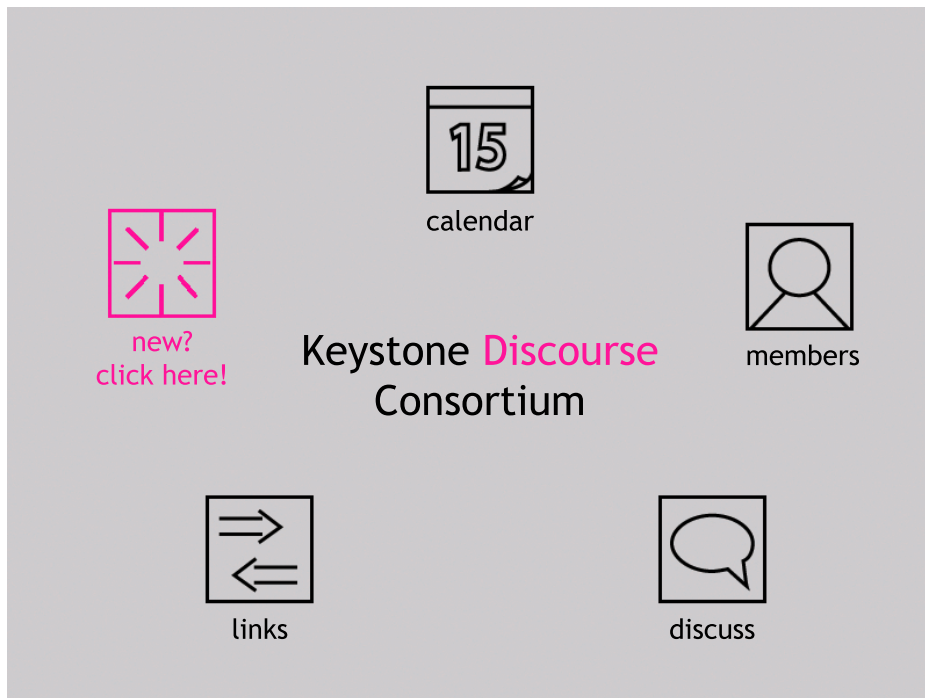 15
calendar
new?
click here!
members
Keystone Discourse
Consortium
links
discuss